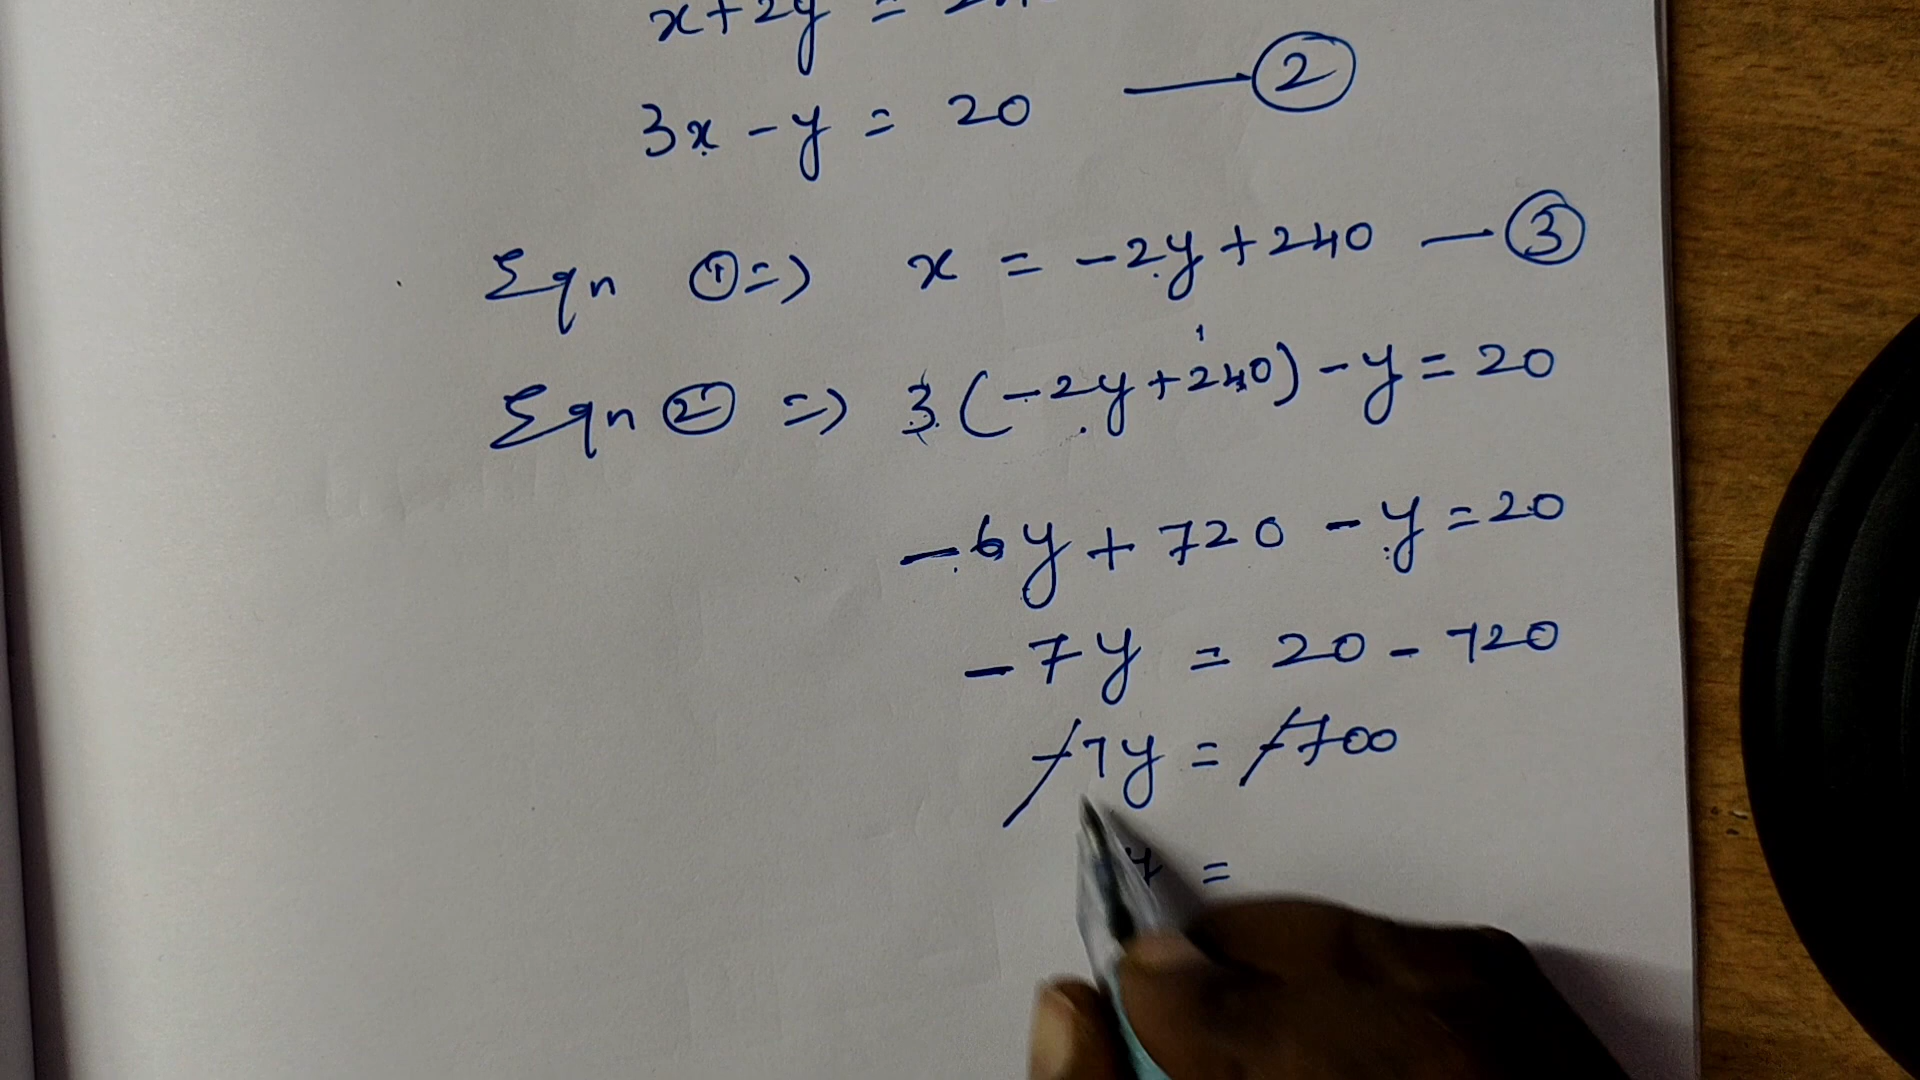 x+2y =
3x - y = 20 —② 
Eqn ① => x = -2y + 240 —③
Eqn ② => 3(-2y+240) - y = 20
-6y + 720 - y = 20
-7y = 20 - 720
-7y = -700
y =